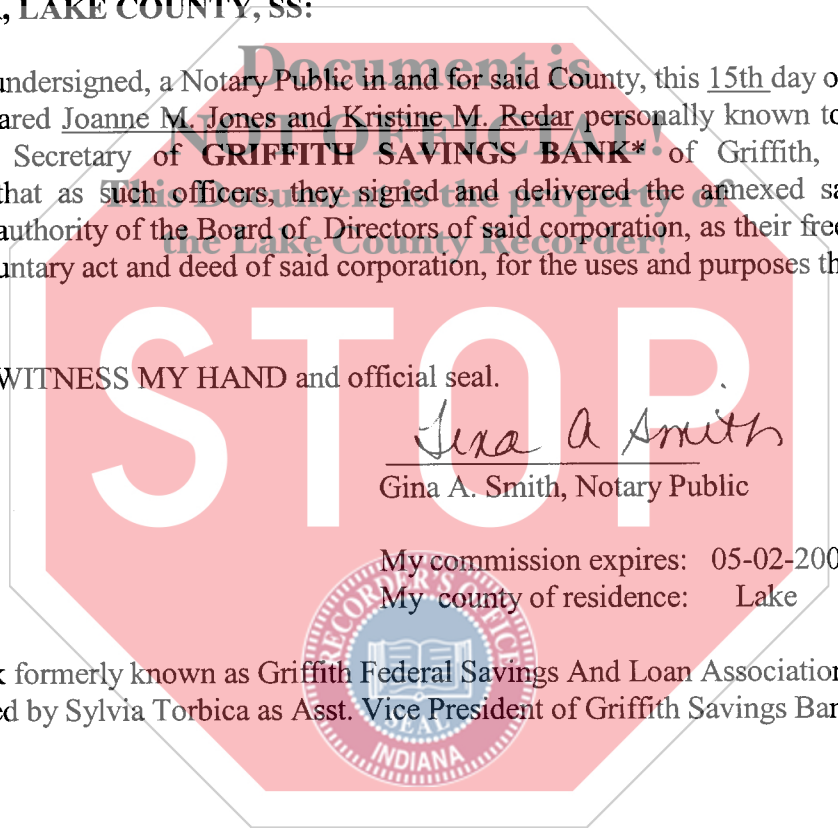 , LAKE COUNTY, SS:
Document is
undersigned, a Notary Public in and for said County, this 15th day o
ared Joanne M. Jones and Kristine M. Redar personally known to
NOT OFFICIAL!
Secretary of GRIFFITH SAVINGS BANK* of Griffith,
that as such officers, they signed and delivered the annexed sa
This Document is the property of
authority of the Board of Directors of said corporation, as their free
the Lake County Recorder!
untary act and deed of said corporation, for the uses and purposes th
STOP
WITNESS MY HAND and official seal.
Gina A Smith
Gina A. Smith, Notary Public
My commission expires: 05-02-200
My county of residence: Lake
RECORDER'S OFFICE
SEAL
INDIANA
formerly known as Griffith Federal Savings And Loan Association
ed by Sylvia Torbica as Asst. Vice President of Griffith Savings Ban